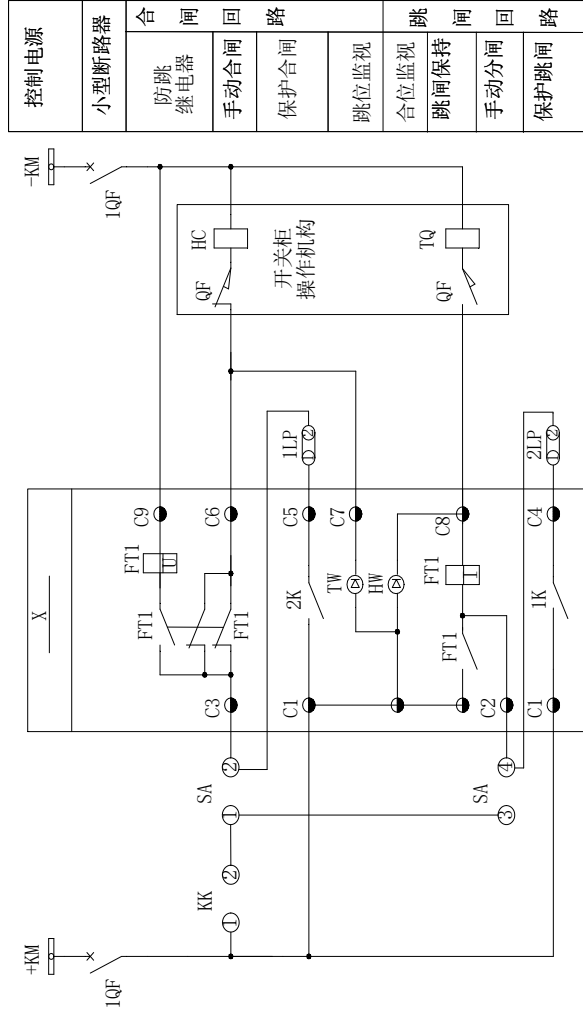 控制电源
小型断路器
合闸回路
防跳
继电器
手动合闸
保护合闸
跳位监视
跳闸回路
合位监视
跳闸保持
手动分闸
保护跳闸
-KM
1QF
HC
QF
开关柜
操作机构
TQ
QF
1LP
1 2
2LP
1 2
X
C9
C6
C5
C7
C8
C4
FT1
U
FT1
FT1
2K
TW
HW
FT1
I
FT1
1K
C3
C1
C2
C1
SA
1
2
SA
3
4
KK
1
2
+KM
1QF